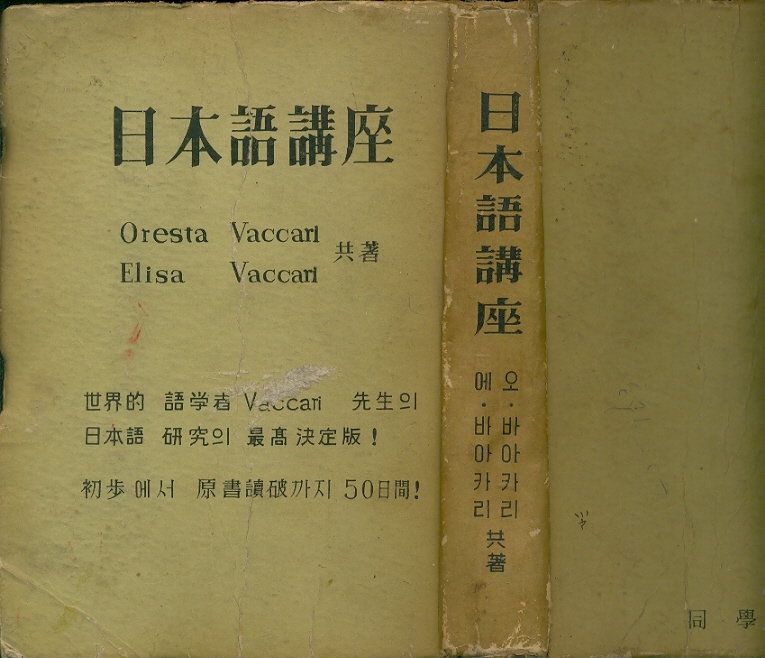 日本語講座
Oresta Vaccari
Elisa Vaccari
共著
世界的 語学者 Vaccari 先生의
日本語 研究의 最高決定版!
初歩에서 原書讀破까지 50日間!
日本語講座
오·바아카리
에·바아카리
共著
同學